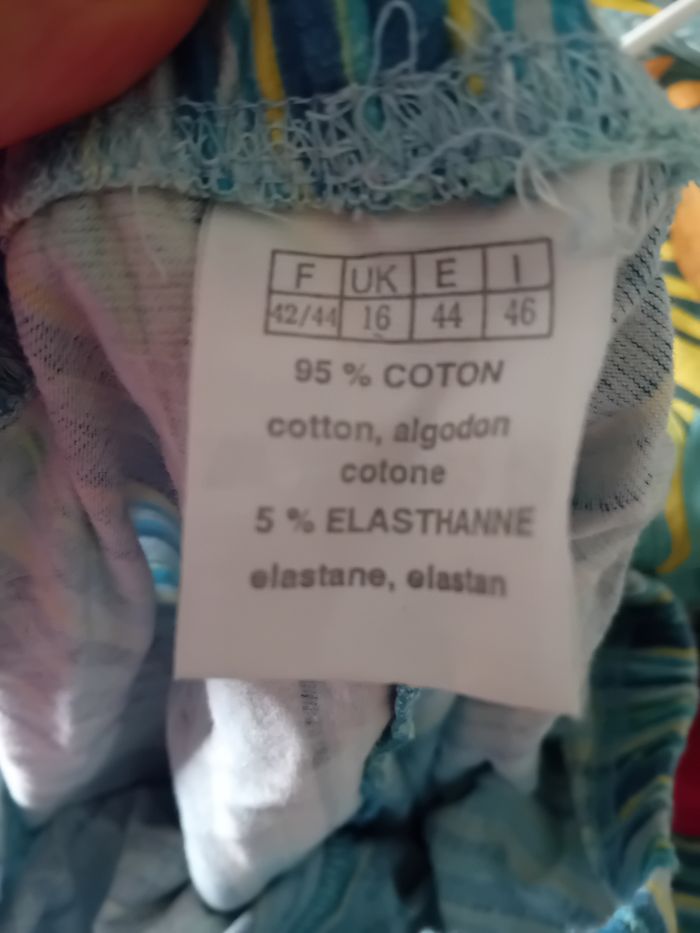 F UK E I
42/44 16 44 46
95 % COTON
cotton, algodon
cotone
5 % ELASTHANNE
elastane, elastan